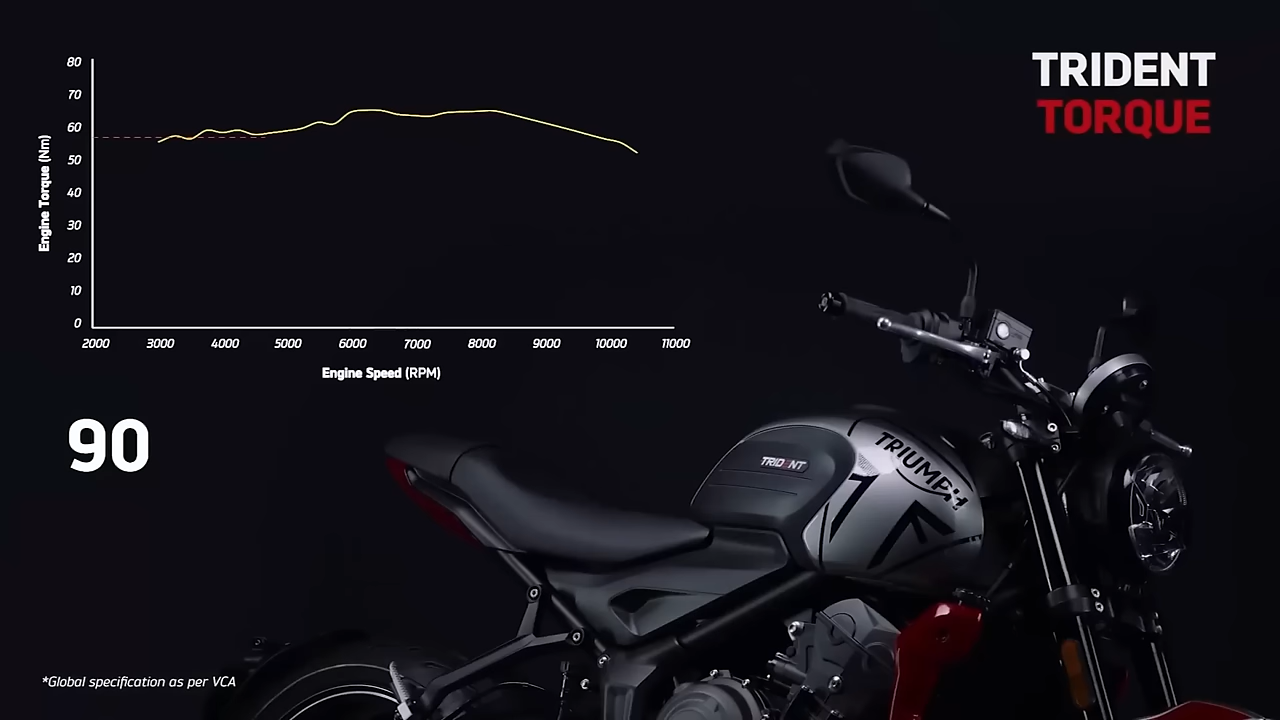 TRIDENT
TORQUE
Engine Torque (Nm)
80
70
60
50
40
30
20
10
0
2000 3000 4000 5000 6000 7000 8000 9000 10000 11000
Engine Speed (RPM)
90
TRIDENT
TRIUMPH
*Global specification as per VCA